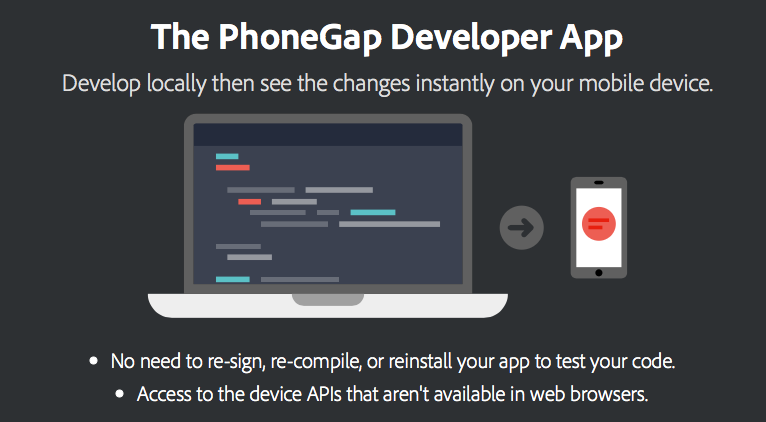 The PhoneGap Developer App
Develop locally then see the changes instantly on your mobile device.
• No need to re-sign, re-compile, or reinstall your app to test your code.
• Access to the device APIs that aren't available in web browsers.